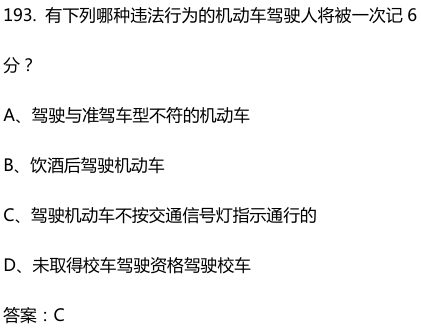 193. 有下列哪种违法行为的机动车驾驶人将被一次记 6
分？
A、驾驶与准驾车型不符的机动车
B、饮酒后驾驶机动车
C、驾驶机动车不按交通信号灯指示通行的
D、未取得校车驾驶资格驾驶校车
答案：C